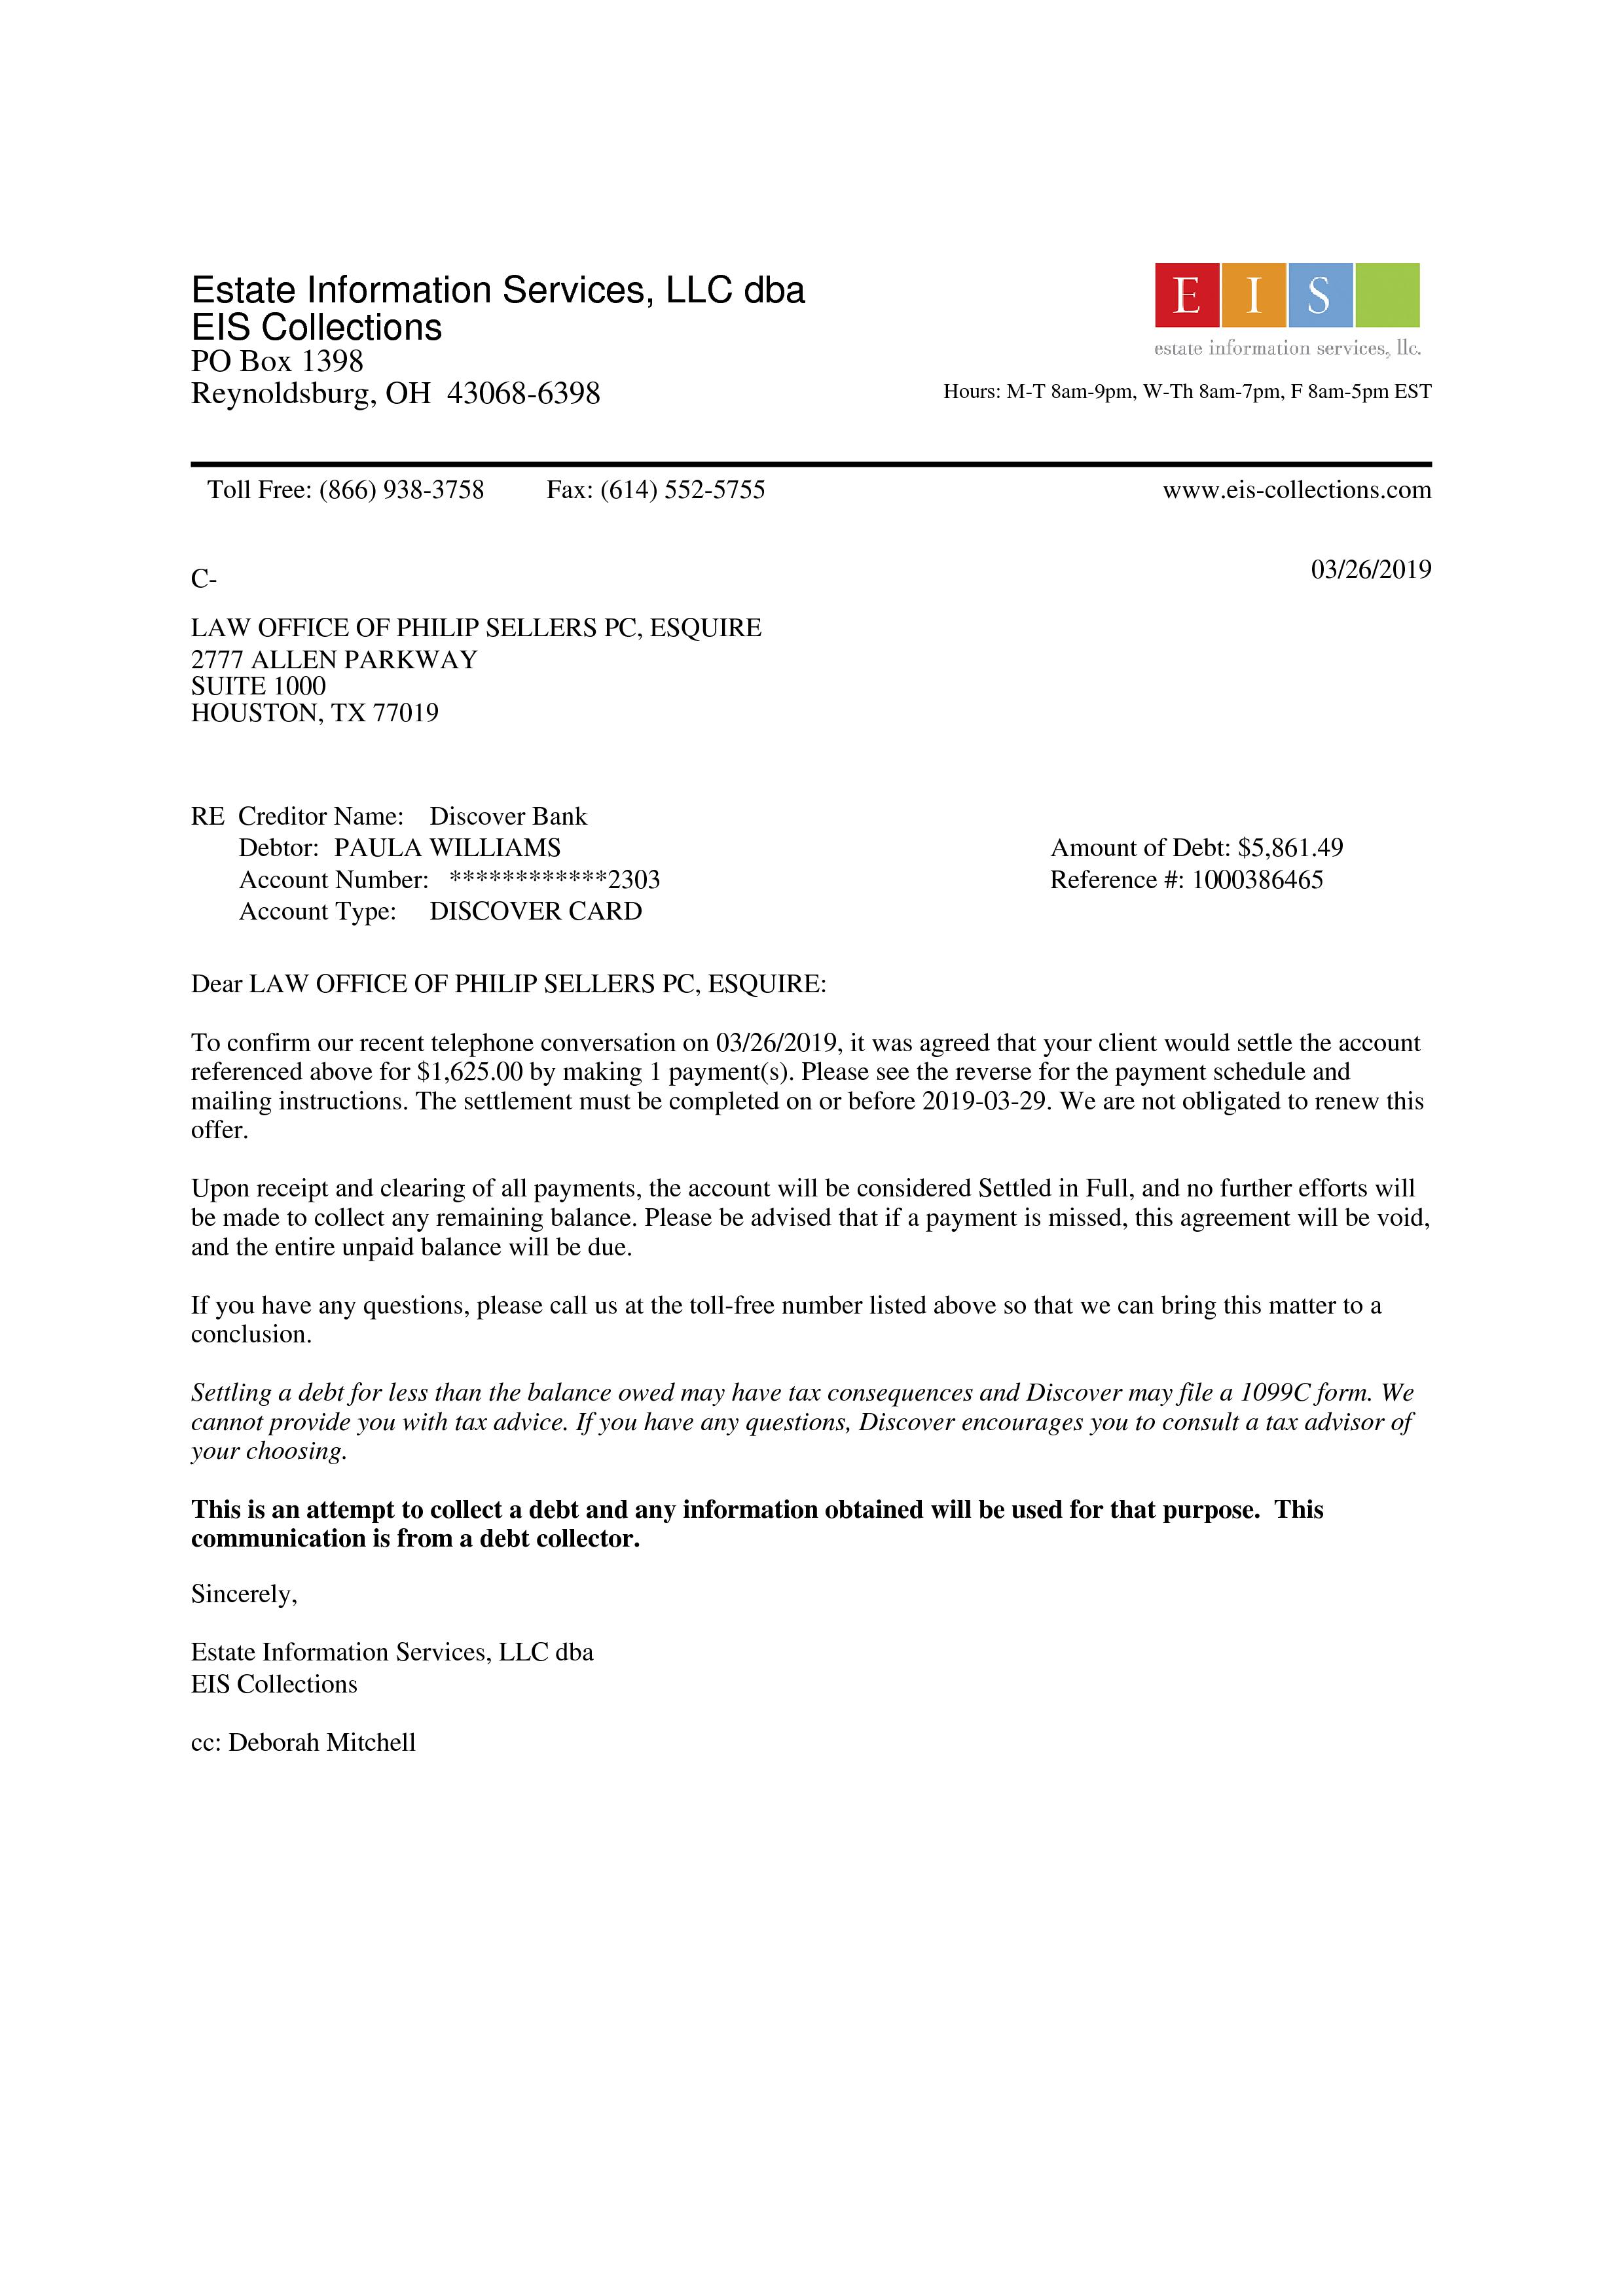 Estate Information Services, LLC dba
EIS Collections
PO Box 1398
Reynoldsburg, OH 43068-6398
E I S
estate information services, llc.
Hours: M-T 8am-9pm, W-Th 8am-7pm, F 8am-5pm EST
Toll Free: (866) 938-3758 Fax: (614) 552-5755 www.eis-collections.com
03/26/2019
C-
LAW OFFICE OF PHILIP SELLERS PC, ESQUIRE
2777 ALLEN PARKWAY
SUITE 1000
HOUSTON, TX 77019
RE Creditor Name: Discover Bank
Debtor: PAULA WILLIAMS Amount of Debt: $5,861.49
Account Number: ************2303 Reference #: 1000386465
Account Type: DISCOVER CARD
Dear LAW OFFICE OF PHILIP SELLERS PC, ESQUIRE:
To confirm our recent telephone conversation on 03/26/2019, it was agreed that your client would settle the account
referenced above for $1,625.00 by making 1 payment(s). Please see the reverse for the payment schedule and
mailing instructions. The settlement must be completed on or before 2019-03-29. We are not obligated to renew this
offer.
Upon receipt and clearing of all payments, the account will be considered Settled in Full, and no further efforts will
be made to collect any remaining balance. Please be advised that if a payment is missed, this agreement will be void,
and the entire unpaid balance will be due.
If you have any questions, please call us at the toll-free number listed above so that we can bring this matter to a
conclusion.
Settling a debt for less than the balance owed may have tax consequences and Discover may file a 1099C form. We
cannot provide you with tax advice. If you have any questions, Discover encourages you to consult a tax advisor of
your choosing.
This is an attempt to collect a debt and any information obtained will be used for that purpose. This
communication is from a debt collector.
Sincerely,
Estate Information Services, LLC dba
EIS Collections
cc: Deborah Mitchell